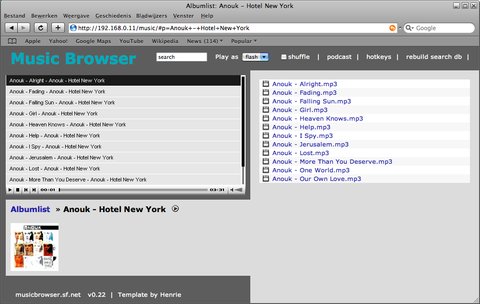 Albumlist: Anouk - Hotel New York
Bestand Bewerken Weergave Geschiedenis Bladwijzers Venster Help
http://192.168.0.11/music/#p=Anouk+-+Hotel+New+York
Google
Apple Google Maps YouTube Wikipedia News (114) Popular
Music Browser
search
Play as flash shuffle | podcast | hotkeys | rebuild search db |
Anouk - Alright - Anouk - Hotel New York
Anouk - Fading - Anouk - Hotel New York
Anouk - Falling Sun - Anouk - Hotel New York
Anouk - Girl - Anouk - Hotel New York
Anouk - Heaven Knows - Anouk - Hotel New York
Anouk - Help - Anouk - Hotel New York
Anouk - I Spy - Anouk - Hotel New York
Anouk - Jerusalem - Anouk - Hotel New York
Anouk - Lost - Anouk - Hotel New York
Anouk - More Than You Deserve - Anouk - Hotel New York
00:01
03:31
Albumlist » Anouk - Hotel New York
musicbrowser.sf.net v0.22 | Template by Henrie
Anouk - Alright.mp3
Anouk - Fading.mp3
Anouk - Falling Sun.mp3
Anouk - Girl.mp3
Anouk - Heaven Knows.mp3
Anouk - Help.mp3
Anouk - I Spy.mp3
Anouk - Jerusalem.mp3
Anouk - Lost.mp3
Anouk - More Than You Deserve.mp3
Anouk - One World.mp3
Anouk - Our Own Love.mp3